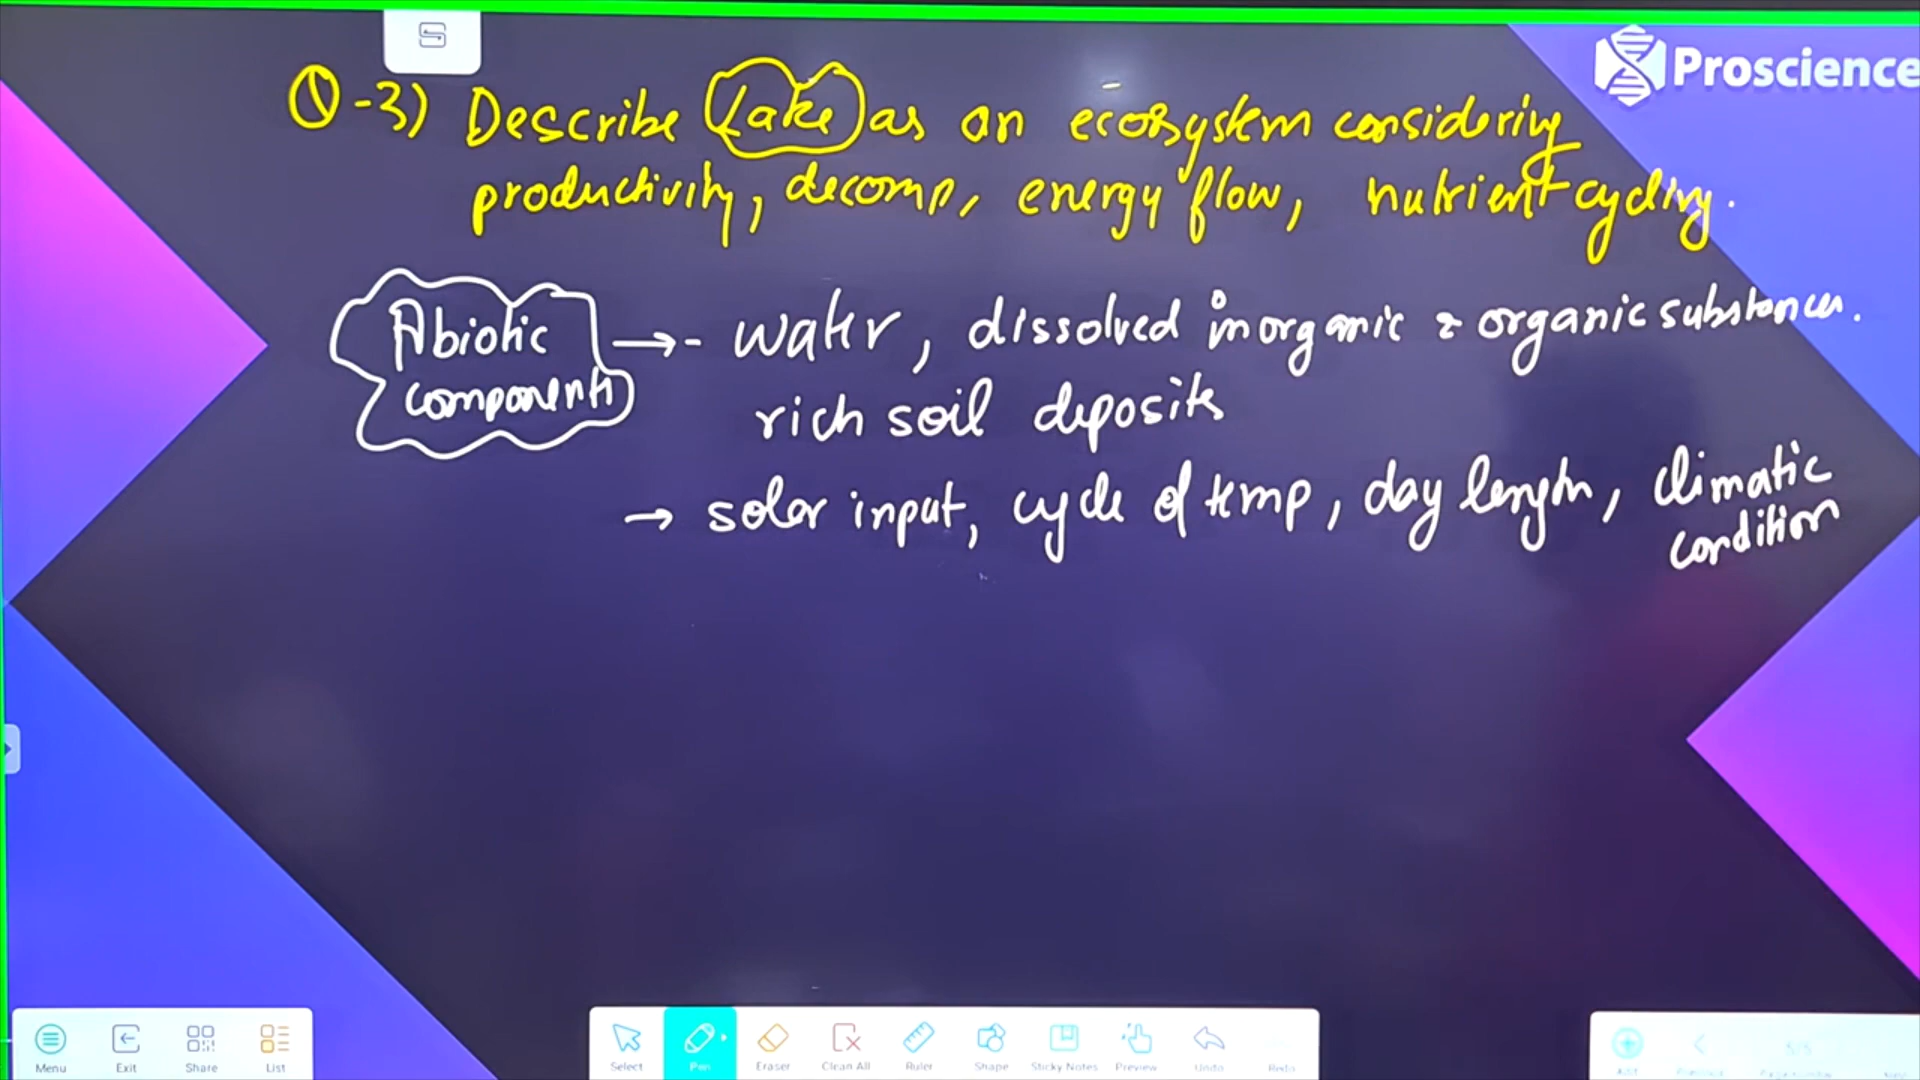 Proscience
Q-3) Describe Lake as an ecosystem considering
productivity, decomp, energy flow, nutrient cycling.
Abiotic
components
→ - water, dissolved inorganic & organic substances.
rich soil deposits
→ solar input, cycle of temp, day length, climatic
condition
Menu Exit Share List
Select Pen Eraser Clean All Ruler Shape Sticky Notes Preview Undo Redo